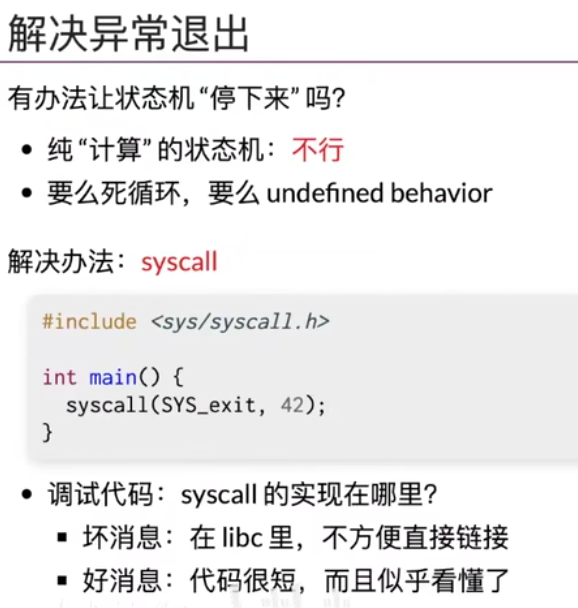 解决异常退出
有办法让状态机“停下来”吗？
• 纯“计算”的状态机：不行
• 要么死循环，要么 undefined behavior
解决办法：syscall
#include <sys/syscall.h>
int main() {
  syscall(SYS_exit, 42);
}
• 调试代码：syscall 的实现在哪里？
▪ 坏消息：在 libc 里，不方便直接链接
▪ 好消息：代码很短，而且似乎看懂了